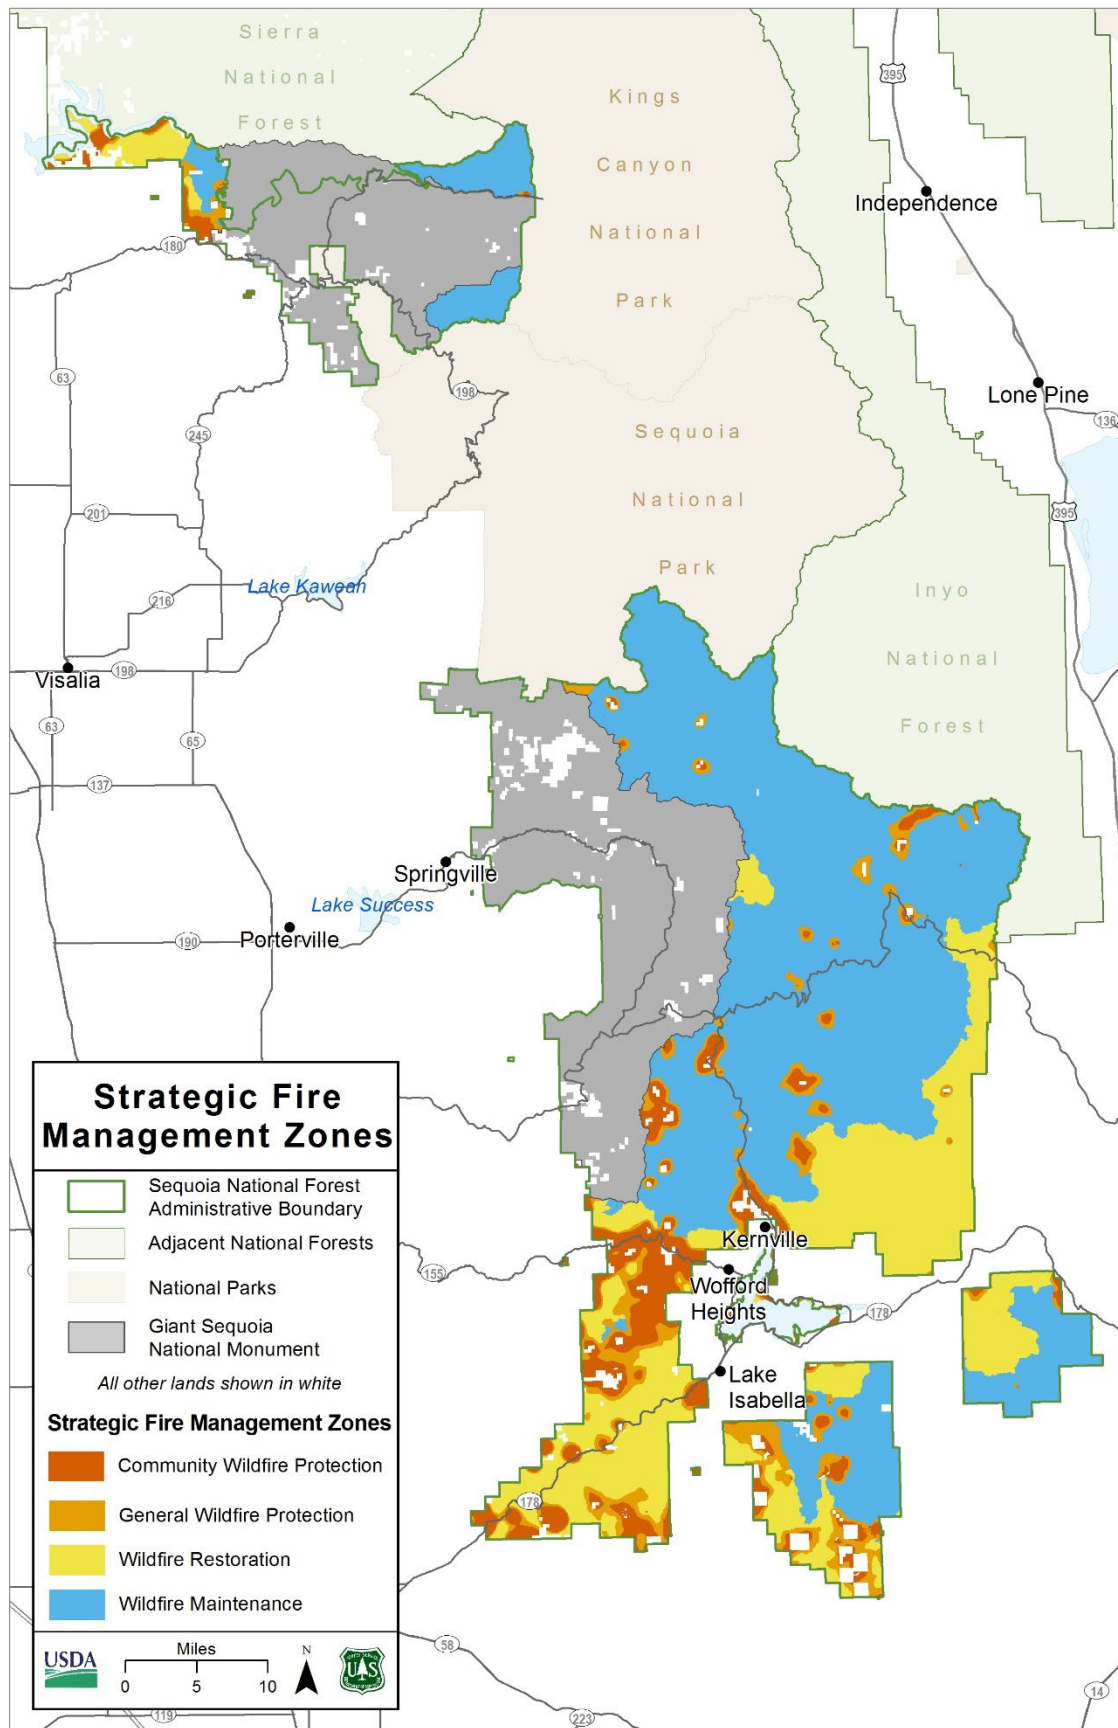 Sierra
National
Forest
Kings
Canyon
National
Park
395
Independence
180
Lone Pine
136
63
198
245
Sequoia
National
Park
395
201
Lake Kaweah
216
Inyo
National
Forest
198
Visalia
63
65
137
Springville
Lake Success
Porterville
190
Strategic Fire
Management Zones
Sequoia National Forest
Administrative Boundary
Adjacent National Forests
National Parks
Giant Sequoia
National Monument
All other lands shown in white
Strategic Fire Management Zones
Community Wildfire Protection
General Wildfire Protection
Wildfire Restoration
Wildfire Maintenance
USDA
Miles
0 5 10
N
U S
Kernville
155
Wofford
Heights
178
Lake
Isabella
178
58
14
119
223